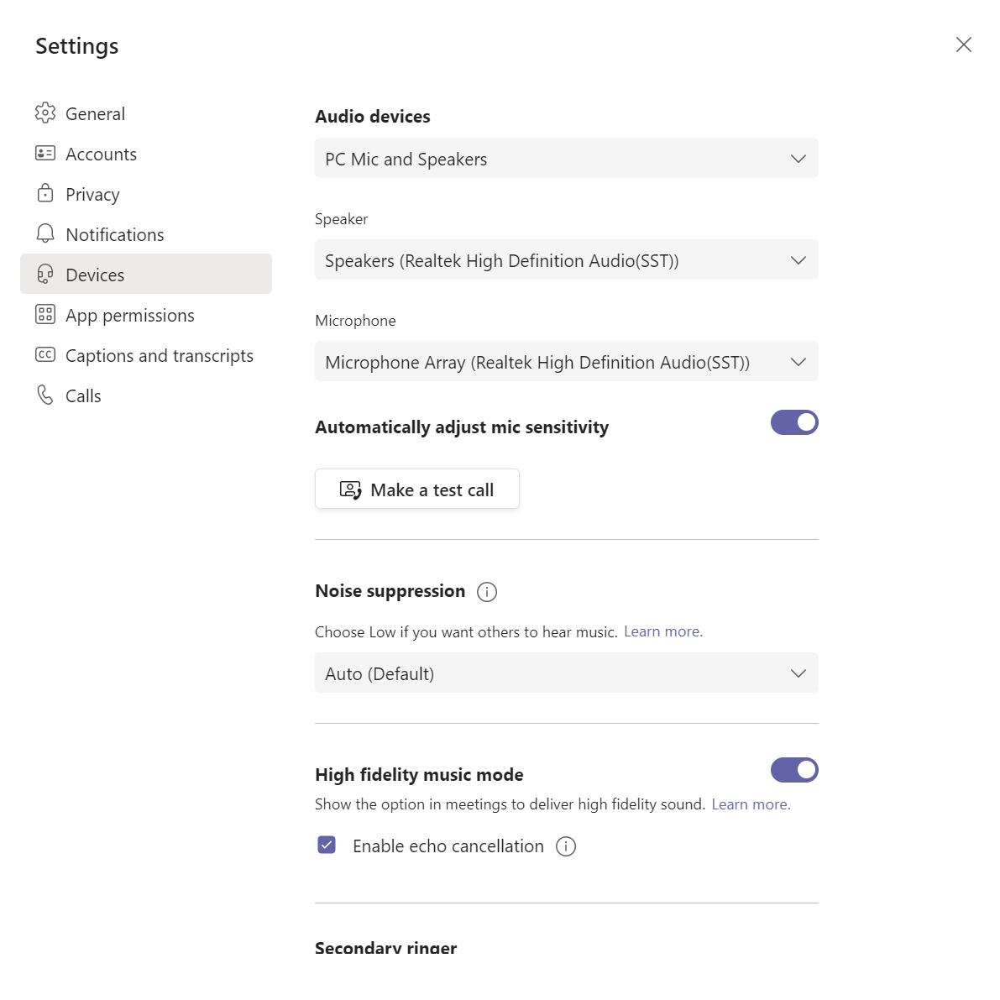 Settings
General
Accounts
Privacy
Notifications
Devices
App permissions
CC Captions and transcripts
Calls
Audio devices
PC Mic and Speakers
Speaker
Speakers (Realtek High Definition Audio(SST))
Microphone
Microphone Array (Realtek High Definition Audio(SST))
Automatically adjust mic sensitivity
Make a test call
Noise suppression
Choose Low if you want others to hear music. Learn more.
Auto (Default)
High fidelity music mode
Show the option in meetings to deliver high fidelity sound. Learn more.
Enable echo cancellation
Secondary ringer